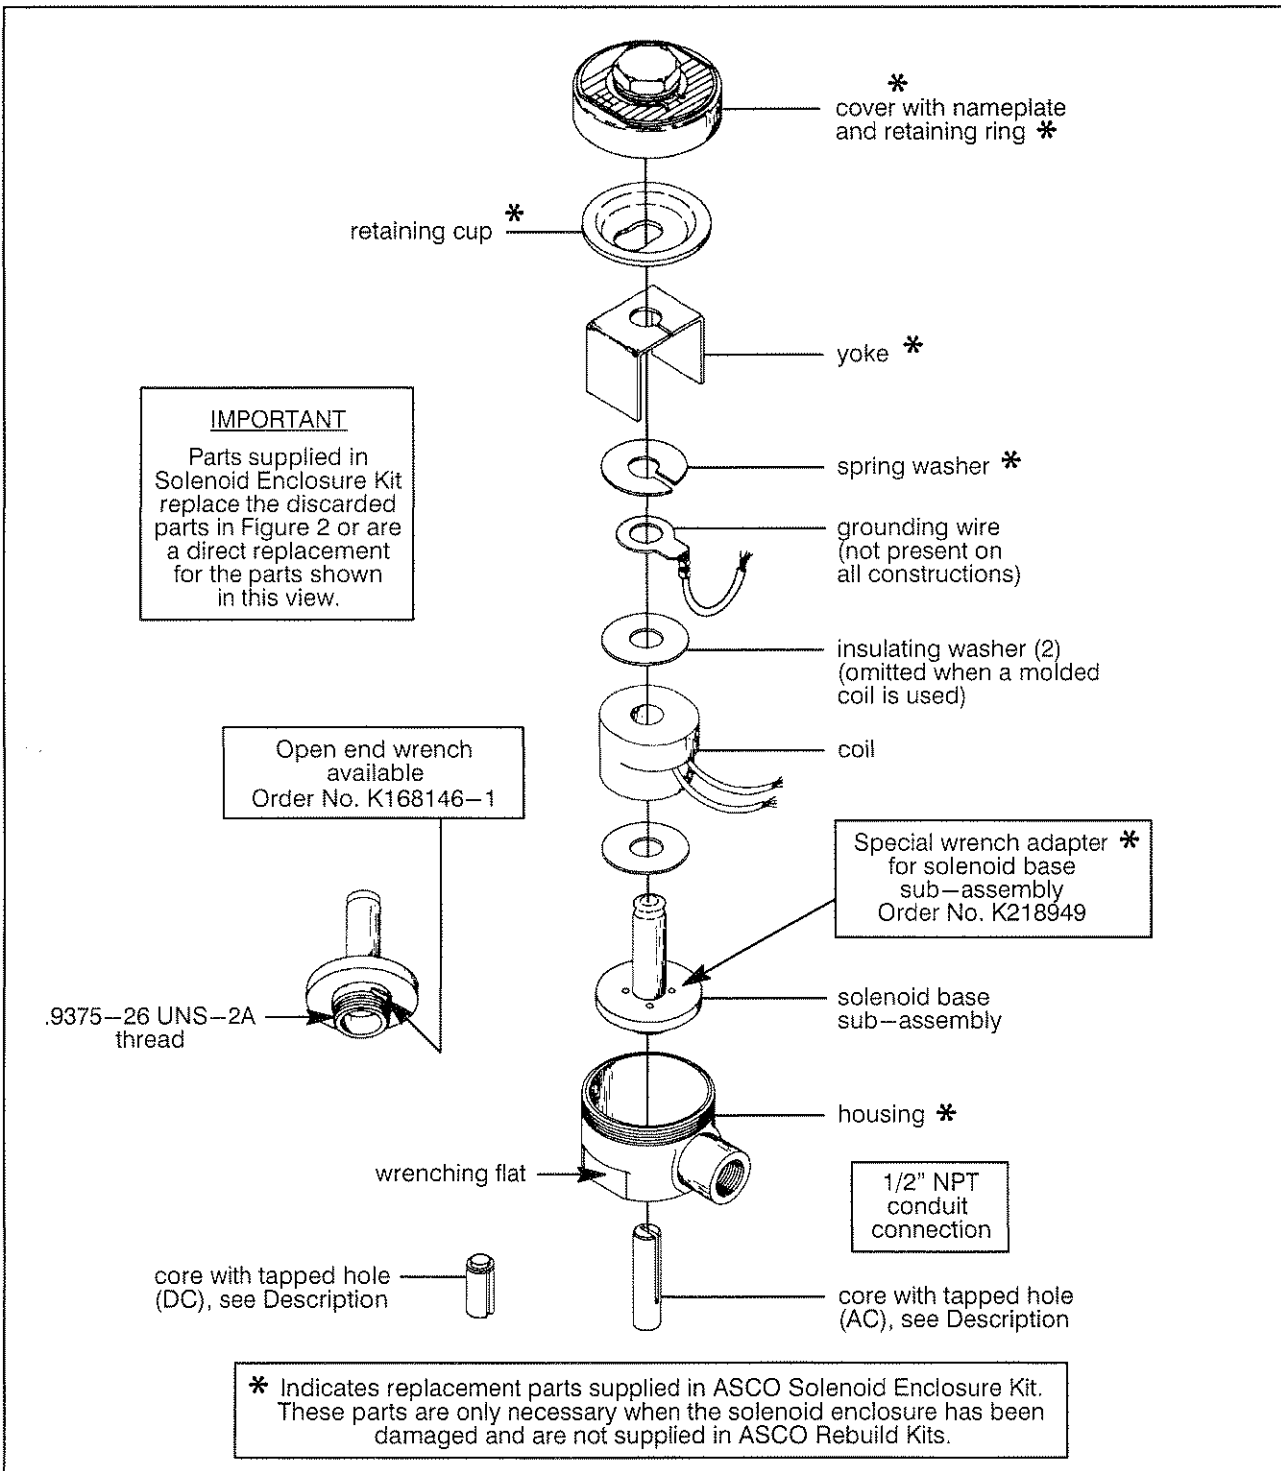 *
cover with nameplate
and retaining ring *
retaining cup *
yoke *
IMPORTANT
Parts supplied in
Solenoid Enclosure Kit
replace the discarded
parts in Figure 2 or are
a direct replacement
for the parts shown
in this view.
spring washer *
grounding wire
(not present on
all constructions)
insulating washer (2)
(omitted when a molded
coil is used)
Open end wrench
available
Order No. K168146–1
coil
Special wrench adapter *
for solenoid base
sub–assembly
Order No. K218949
.9375–26 UNS–2A
thread
solenoid base
sub–assembly
housing *
wrenching flat
1/2" NPT
conduit
connection
core with tapped hole
(DC), see Description
core with tapped hole
(AC), see Description
* Indicates replacement parts supplied in ASCO Solenoid Enclosure Kit.
These parts are only necessary when the solenoid enclosure has been
damaged and are not supplied in ASCO Rebuild Kits.